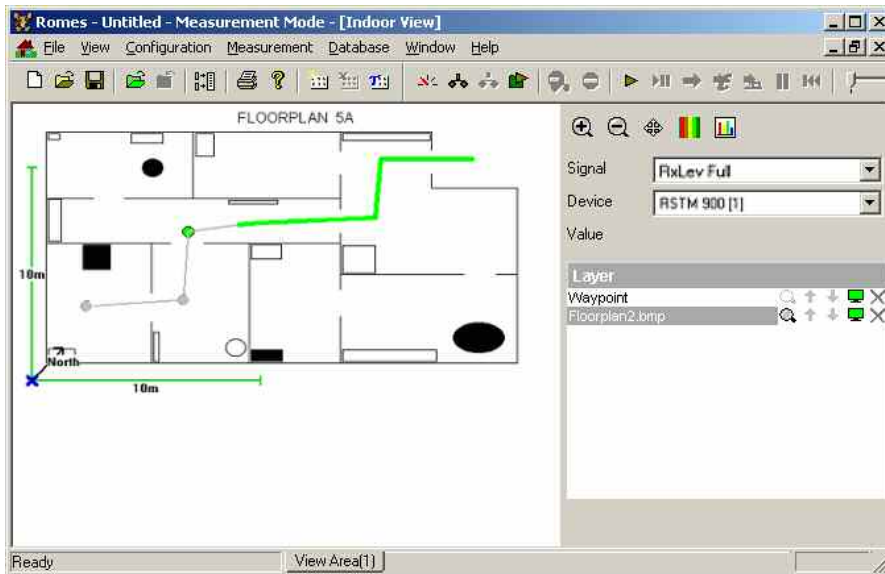 Romes - Untitled - Measurement Mode - [Indoor View]
File View Configuration Measurement Database Window Help
FLOORPLAN 5A
10m
North
10m
Signal RxLev Full
Device RSTM 900 [1]
Value
Layer
Waypoint
Floorplan2.bmp
Ready View Area(1)